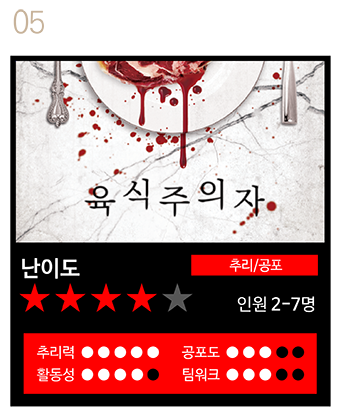 05
육식주의자
난이도
추리/공포
인원 2-7명
추리력
공포도
활동성
팀워크